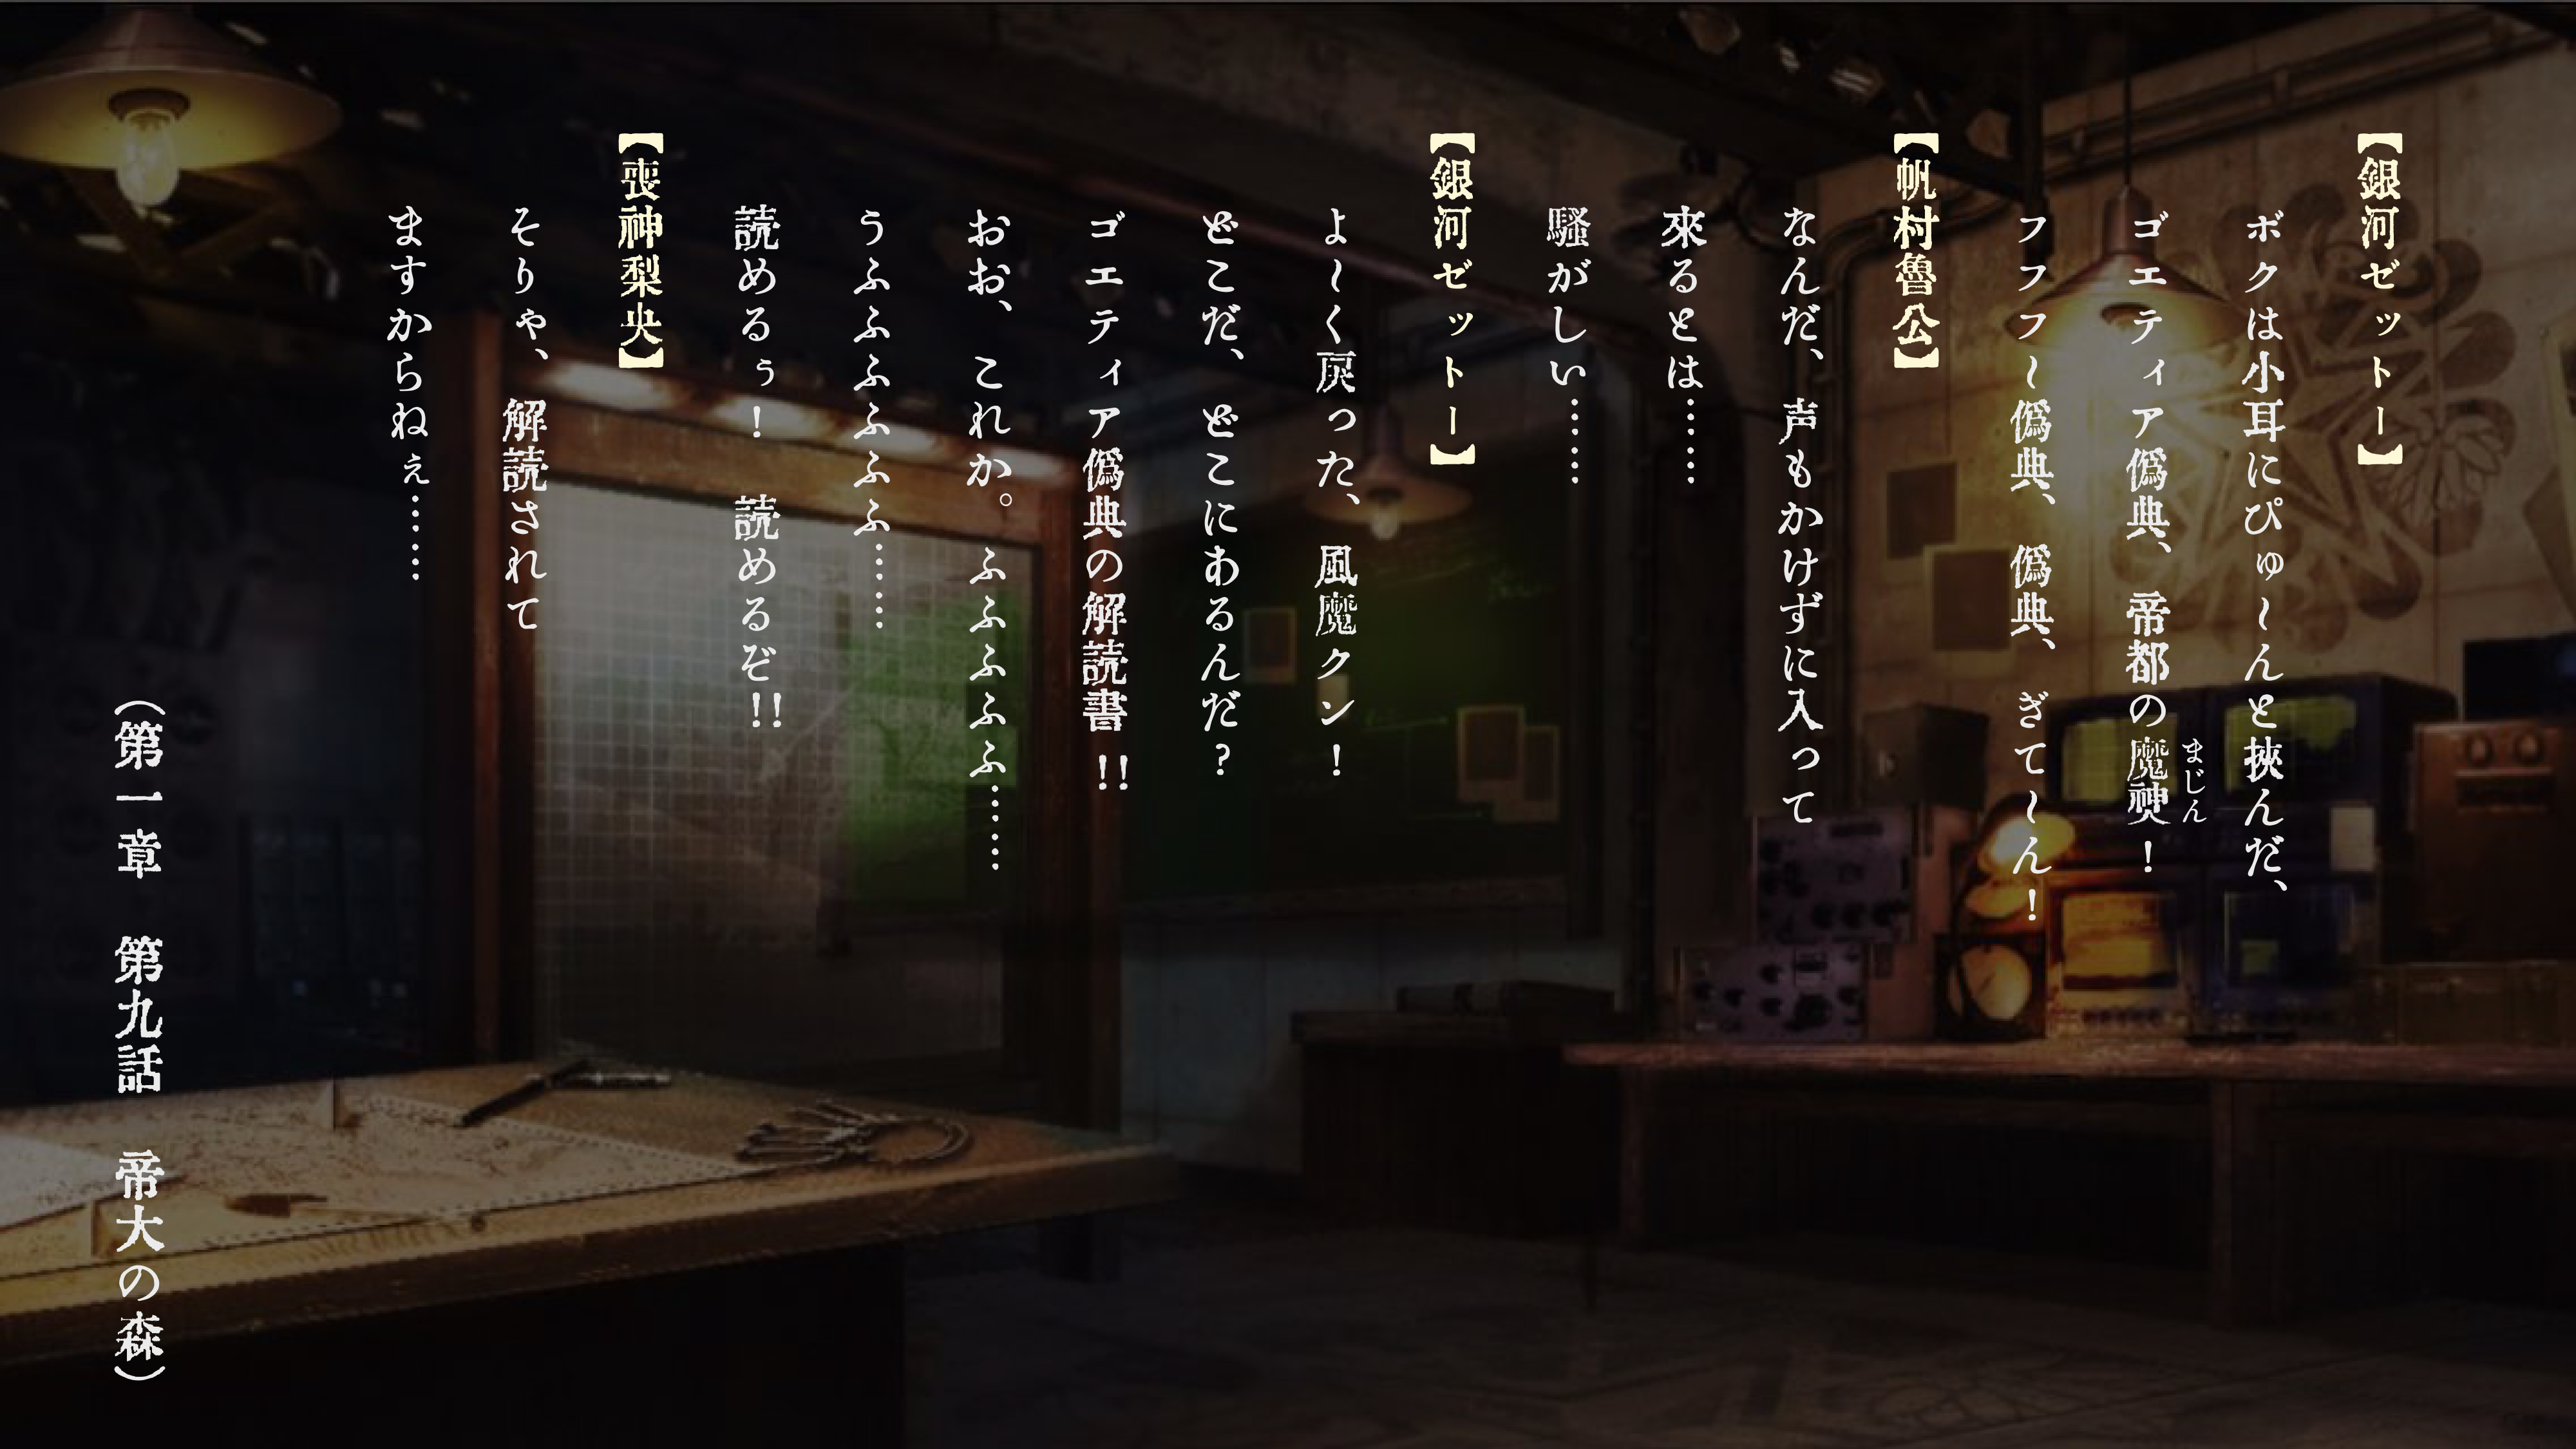 【銀河ゼットー】
ボクは小耳にぴゅ～んと挾んだ、
ゴエティア僞典、帝都の魔神！
まじん
フフフ～僞典、僞典、ぎて～ん！
【帆村魯公】
なんだ、声もかけずに入って
來るとは……
騷がしい……
【銀河ゼットー】
よ～く戻った、風魔クン！
どこだ、どこにあるんだ？
ゴエティア僞典の解読書!!
おお、これか。ふふふふふ……
うふふふふふふ……
読めるぅ！　読めるぞ!!
【喪神梨央】
そりゃ、解読されて
ますからねぇ……
（第一章　第九話　帝大の森）